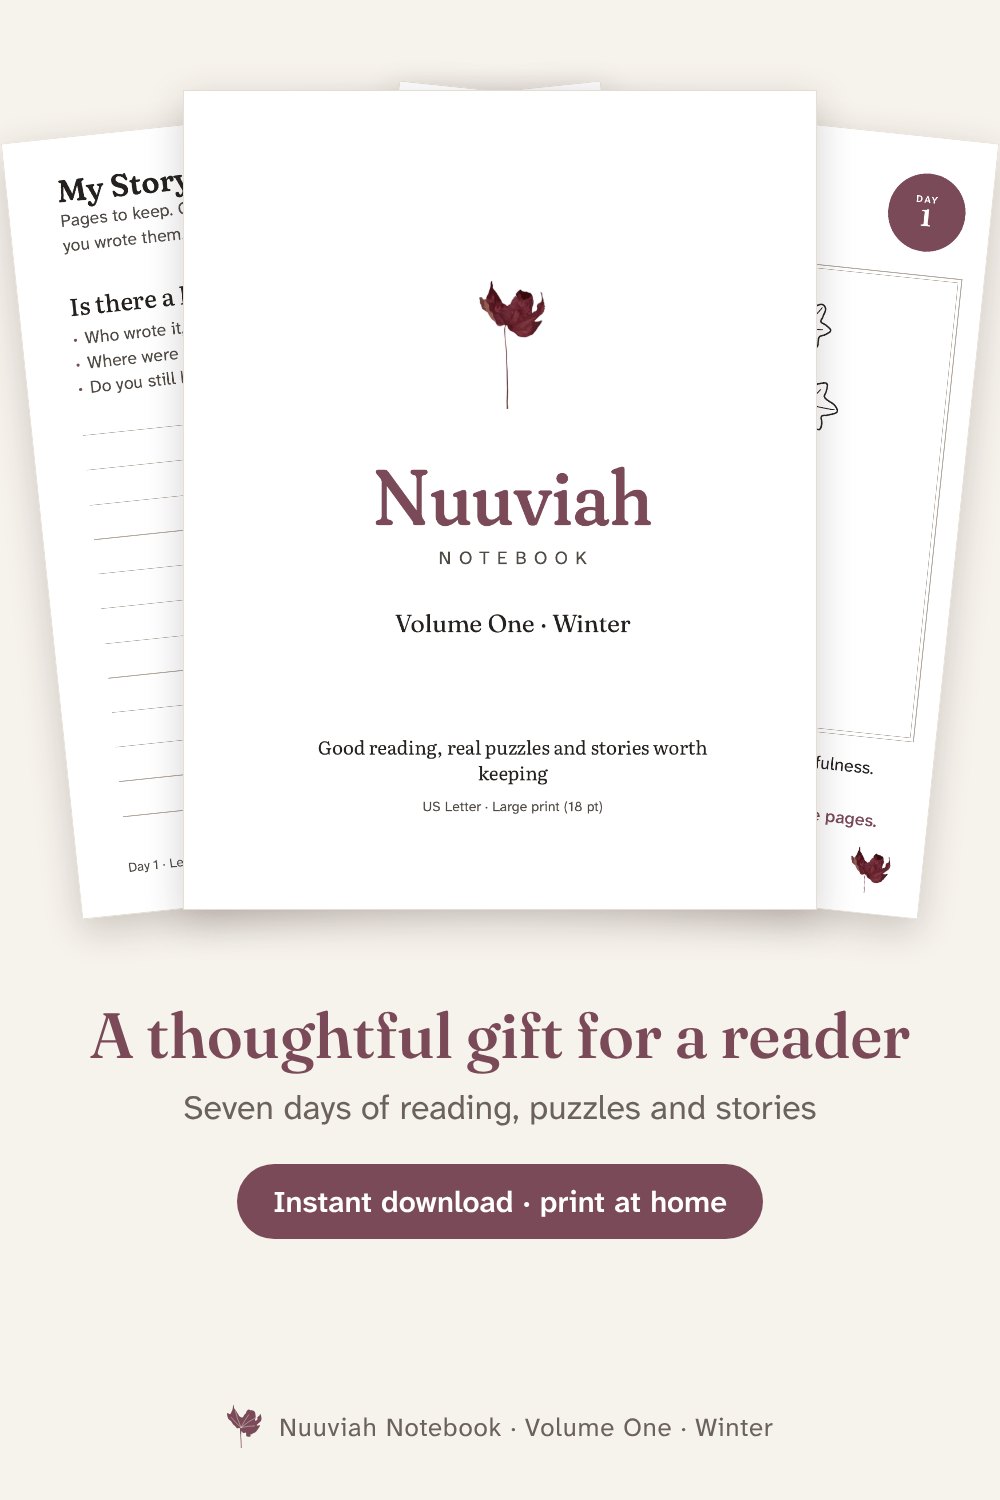 My Story
Pages to keep.
you wrote them.
Is there a
• Who wrote it
• Where were
• Do you still
Day 1 ·
Nuuviah
NOTEBOOK
Volume One · Winter
Good reading, real puzzles and stories worth
keeping
US Letter · Large print (18 pt)
DAY
1
pages.
A thoughtful gift for a reader
Seven days of reading, puzzles and stories
Instant download · print at home
Nuuviah Notebook · Volume One · Winter